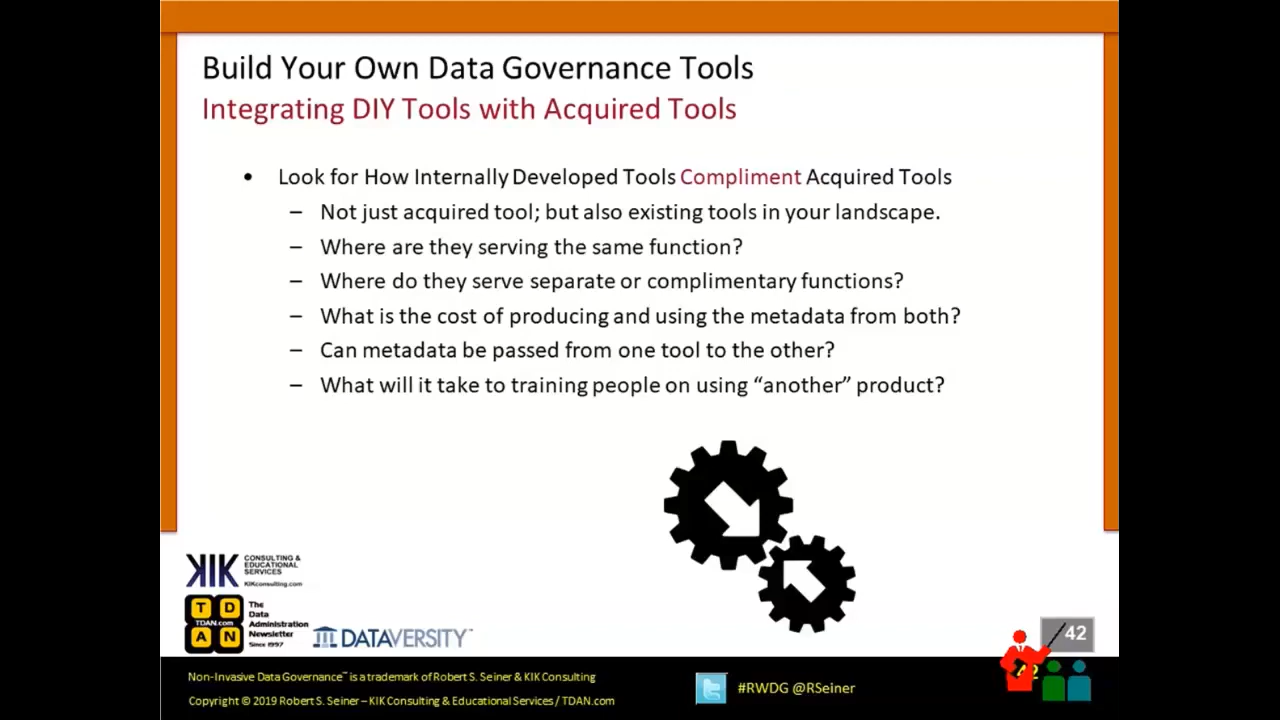 Build Your Own Data Governance Tools
Integrating DIY Tools with Acquired Tools
• Look for How Internally Developed Tools Compliment Acquired Tools
– Not just acquired tool; but also existing tools in your landscape.
– Where are they serving the same function?
– Where do they serve separate or complimentary functions?
– What is the cost of producing and using the metadata from both?
– Can metadata be passed from one tool to the other?
– What will it take to training people on using “another” product?
KIK CONSULTING &
EDUCATIONAL
SERVICES
KIKconsulting.com
T D
TDAN.com
A N
The
Data
Administration
Newsletter
Since 1997
DATAVERSITY™
42
Non-Invasive Data Governance™ is a trademark of Robert S. Seiner & KIK Consulting
Copyright © 2019 Robert S. Seiner – KIK Consulting & Educational Services / TDAN.com
#RWDG @RSeiner